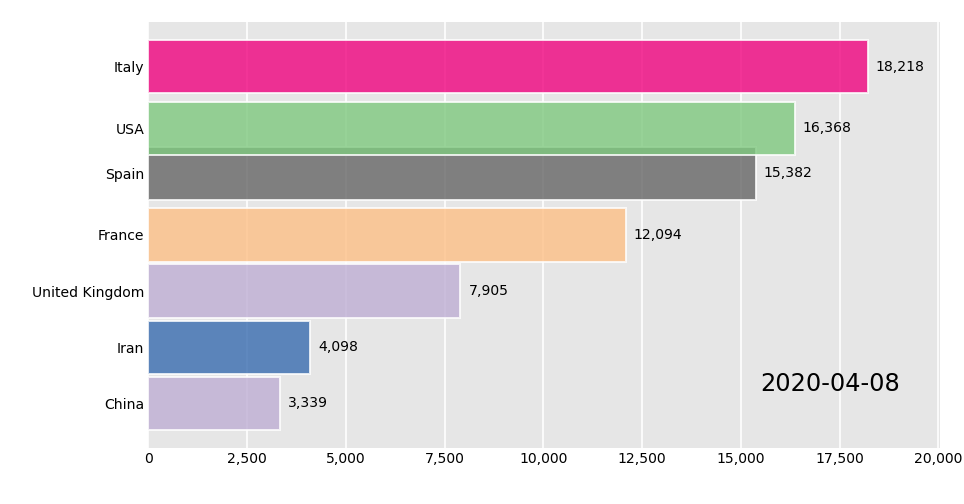 Italy 18,218
USA 16,368
Spain 15,382
France 12,094
United Kingdom 7,905
Iran 4,098
2020-04-08
China 3,339
0 2,500 5,000 7,500 10,000 12,500 15,000 17,500 20,000